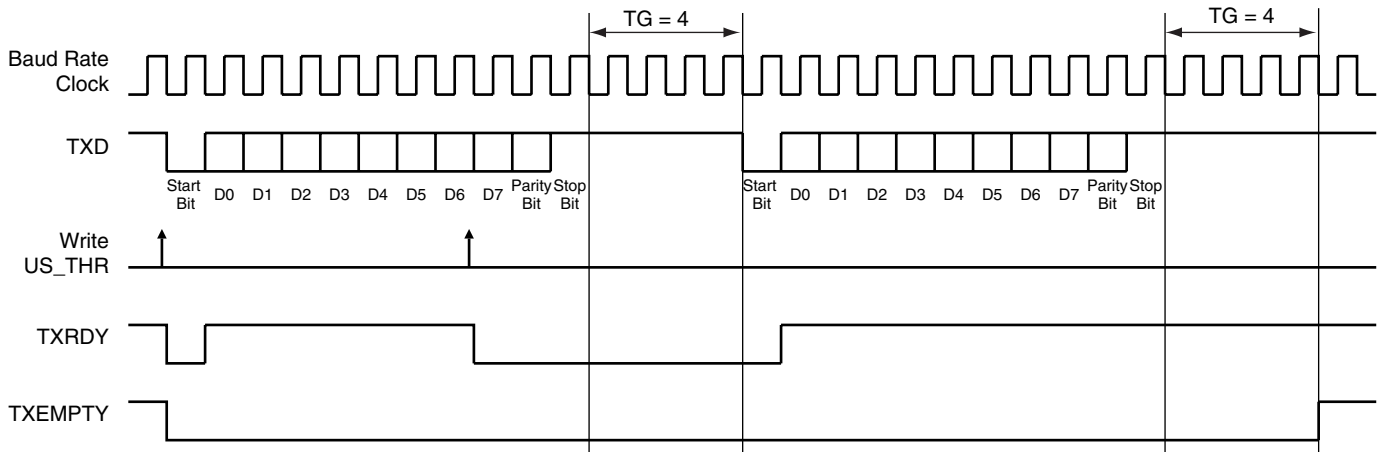 TG = 4
TG = 4
Baud Rate
Clock
TXD
Start
Bit
D0
D1
D2
D3
D4
D5
D6
D7
Parity
Bit
Stop
Bit
Start
Bit
D0
D1
D2
D3
D4
D5
D6
D7
Parity
Bit
Stop
Bit
Write
US_THR
TXRDY
TXEMPTY